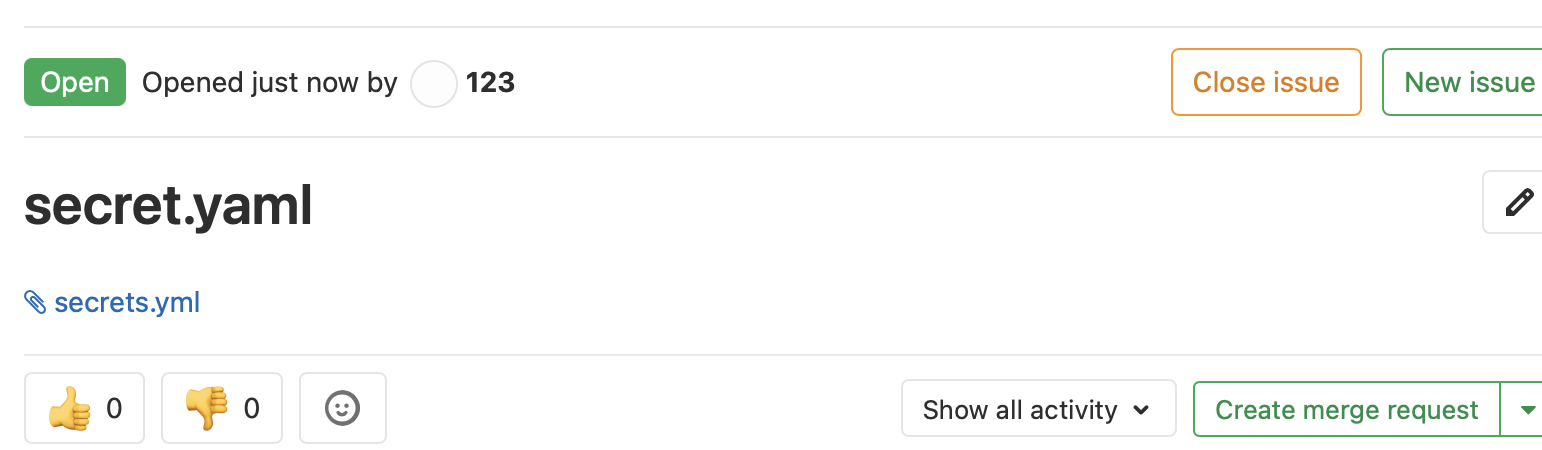 Open Opened just now by 123 Close issue New issue
secret.yaml
secrets.yml
0 0 Show all activity Create merge request